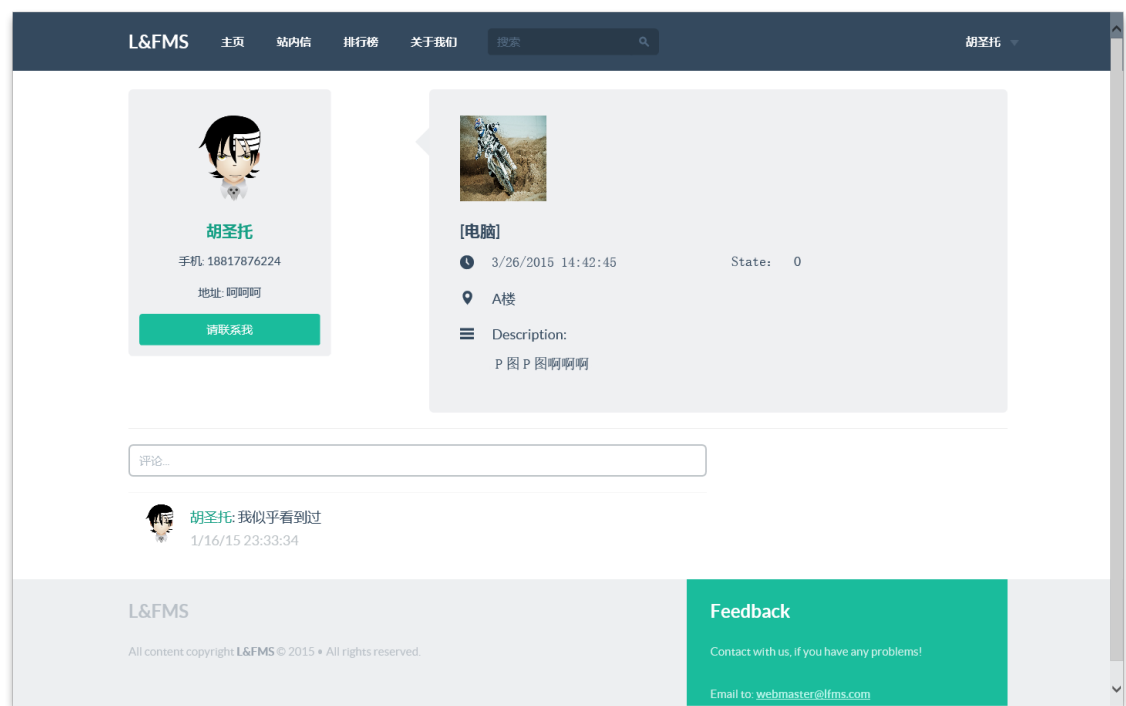 L&FMS 主页 站内信 排行榜 关于我们 搜索 胡圣托
胡圣托
手机: 18817876224
地址: 呵呵呵
请联系我
[电脑]
3/26/2015 14:42:45 State: 0
A楼
Description:
P 图 P 图啊啊啊
评论...
胡圣托: 我似乎看到过
1/16/15 23:33:34
L&FMS
All content copyright L&FMS © 2015 • All rights reserved.
Feedback
Contact with us, if you have any problems!
Email to: webmaster@lfms.com